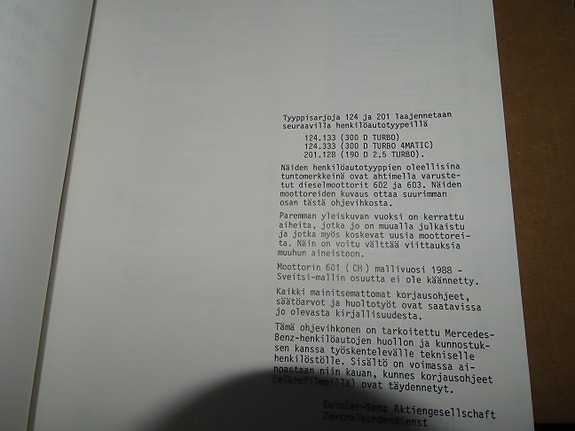 Tyyppisarjoja 124 ja 201 laajennetaan
seuraavilla henkilöautotyypeillä
124.133 (300 D TURBO)
124.333 (300 D TURBO 4MATIC)
201.128 (190 D 2.5 TURBO).
Näiden henkilöautotyyppien oleellisina
tuntomerkkeinä ovat ahtimella varuste-
tut dieselmoottorit 602 ja 603. Näiden
moottoreiden kuvaus ottaa suurimman
osan tästä ohjevihkosta.
Paremman yleiskuvan vuoksi on kerrattu
aiheita, jotka jo on muualla julkaistu
ja jotka myös koskevat uusia moottorei-
ta. Näin on voitu välttää viittauksia
muuhun aineistoon.
Moottorin 601 ( CH ) mallivuosi 1988 -
Sveitsi-mallin osuutta ei ole käännetty.
Kaikki mainitsemattomat korjausohjeet,
säätöarvot ja huoltotyöt ovat saatavissa
jo olevasta kirjallisuudesta.
Tämä ohjevihkonen on tarkoitettu Mercedes-
Benz-henkilöautojen huollon ja kunnostuk-
sen kanssa työskentelevälle tekniselle
henkilöstölle. Sisältö on voimassa ai-
noastaan niin kauan, kunnes korjausohjeet
(mikrofilmeillä) ovat täydennetyt.
Daimler-Benz Aktiengesellschaft
Zentralkundendienst